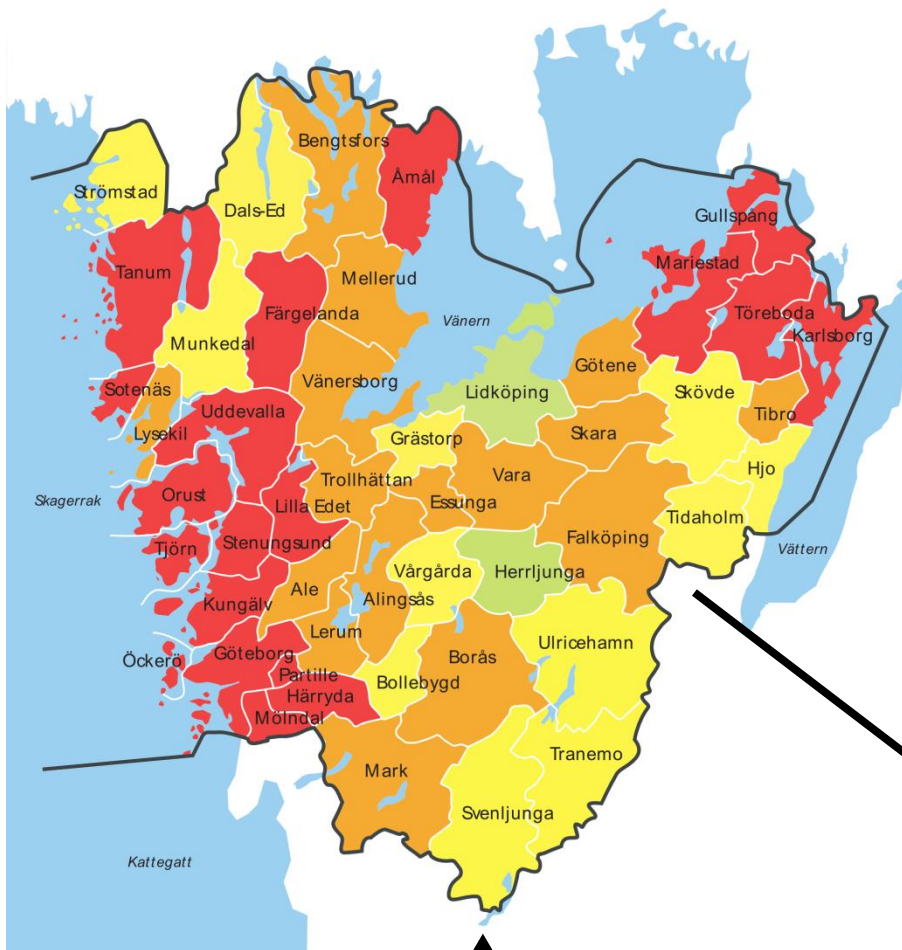 Bengtsfors
Åmål
Strömstad
Dals-Ed
Gullspång
Tanum
Mellerud
Mariestad
Färgelanda
Vänern
Töreboda
Karlsborg
Munkedal
Götene
Vänersborg
Sotenäs
Lidköping
Skövde
Uddevalla
Tibro
Lysekil
Grästorp
Skara
Hjo
Trollhättan
Vara
Skagerrak
Orust
Lilla Edet
Essunga
Tidaholm
Stenungsund
Falköping
Tjörn
Vättern
Vårgårda
Herrljunga
Ale
Alingsås
Kungälv
Lerum
Ulricehamn
Öckerö
Göteborg
Borås
Partille
Bollebygd
Härryda
Mölndal
Tranemo
Mark
Svenljunga
Kattegatt